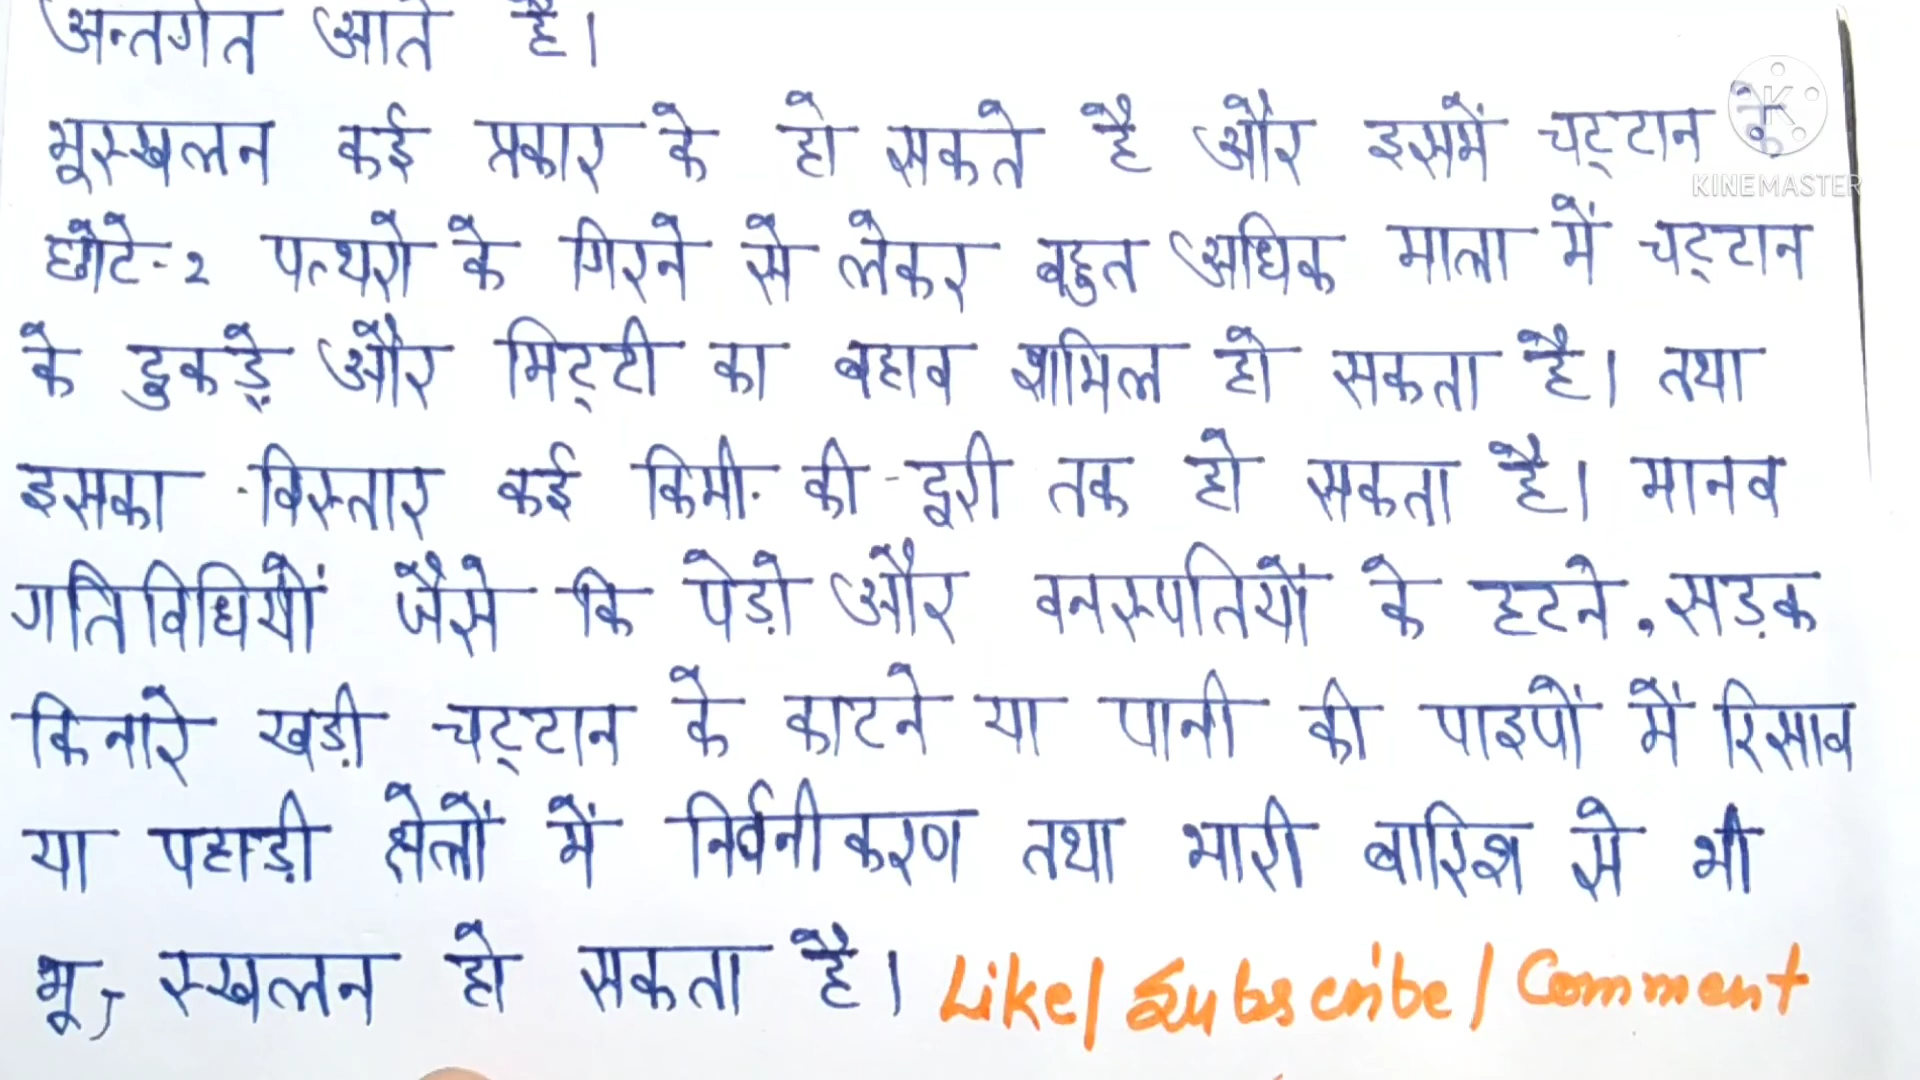 अन्तर्गत आते है।
भूस्खलन कई प्रकार के हो सकते है और इसमें चट्टान के
KINEMASTER
छोटे-२ पत्थरो के गिरने से लेकर बहुत अधिक मात्रा में चट्टान
के टुकड़े और मिट्टी का बहाव शामिल हो सकता है। तथा
इसका विस्तार कई किमी. की दूरी तक हो सकता है। मानव
गतिविधियों जैसे कि पेड़ो और वनस्पतियों के हटने, सड़क
किनारे खड़ी चट्टान के काटने या पानी की पाइपों में रिसाव
या पहाड़ी क्षेत्रों में निर्वनीकरण तथा भारी बारिश से भी
भू, स्खलन हो सकता है। Like/ Subscribe/ Comment